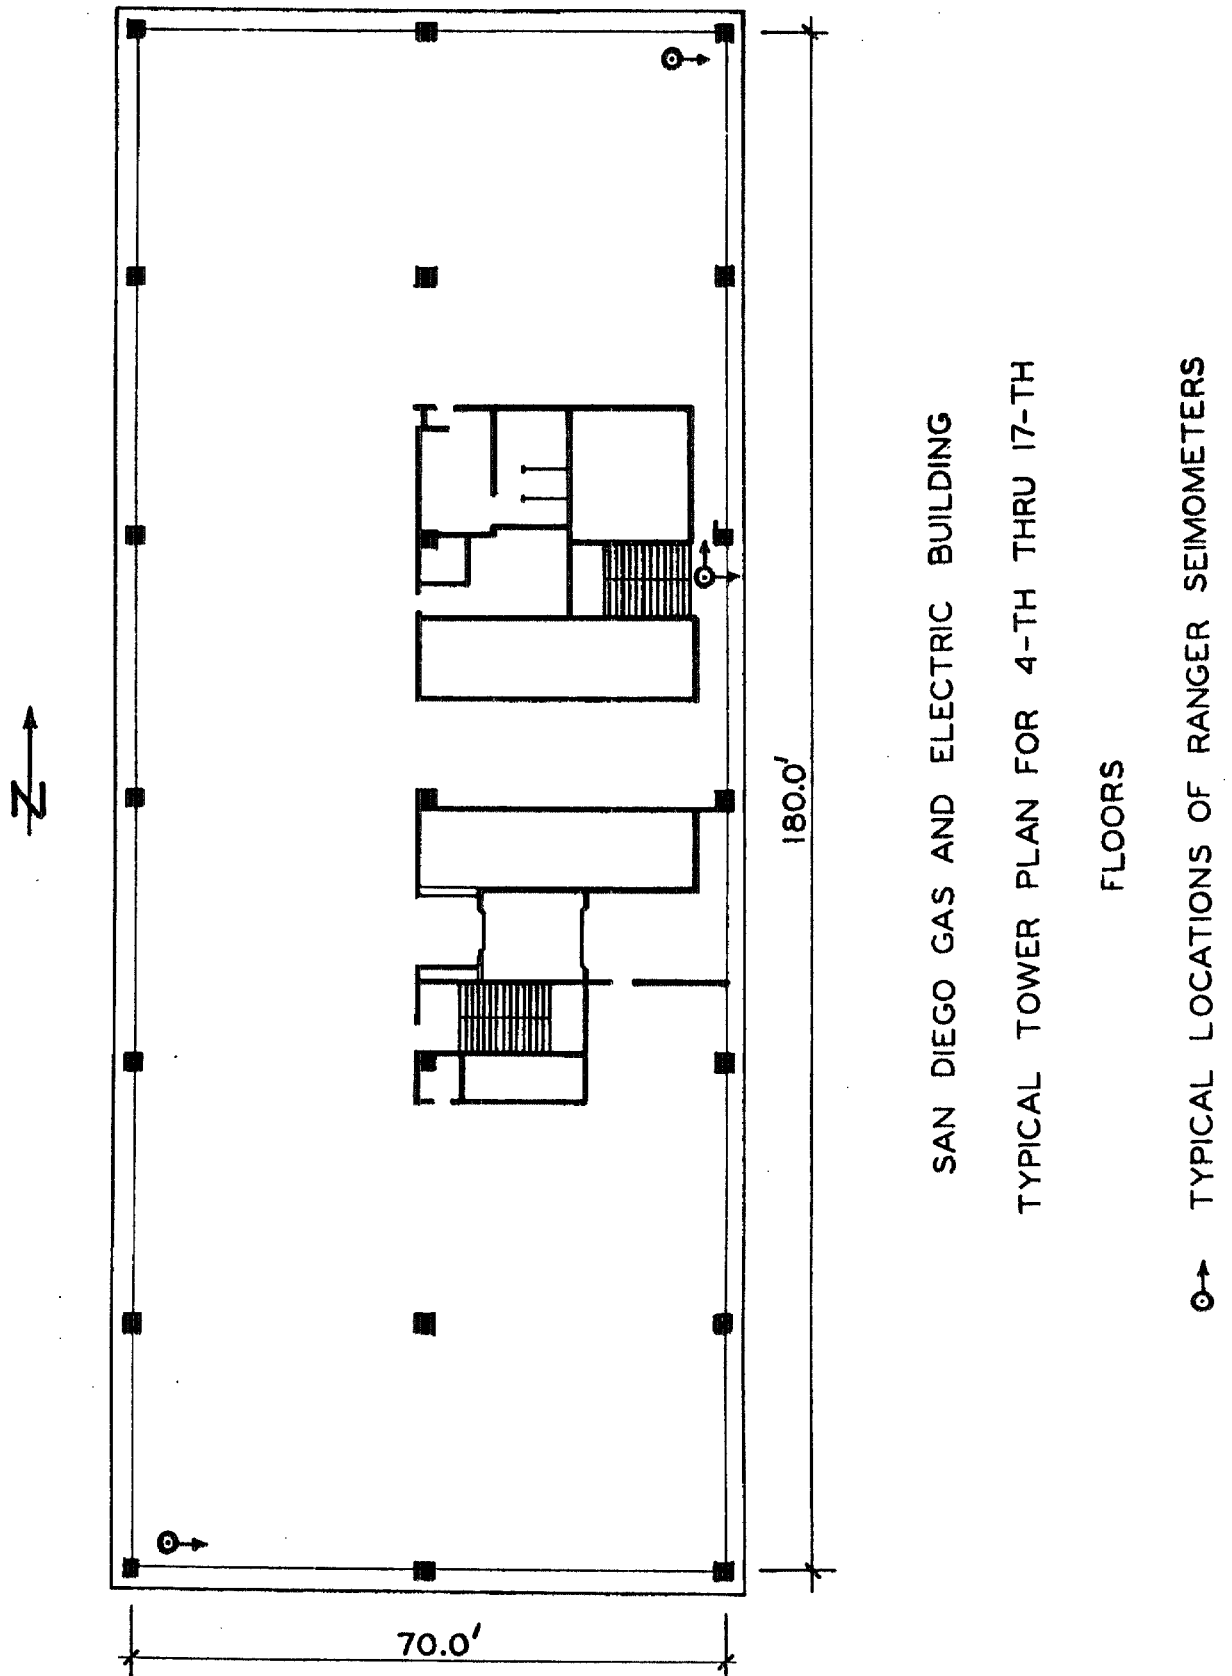 N
180.0'
70.0'
SAN DIEGO GAS AND ELECTRIC BUILDING
TYPICAL TOWER PLAN FOR 4-TH THRU 17-TH
FLOORS
TYPICAL LOCATIONS OF RANGER SEIMOMETERS